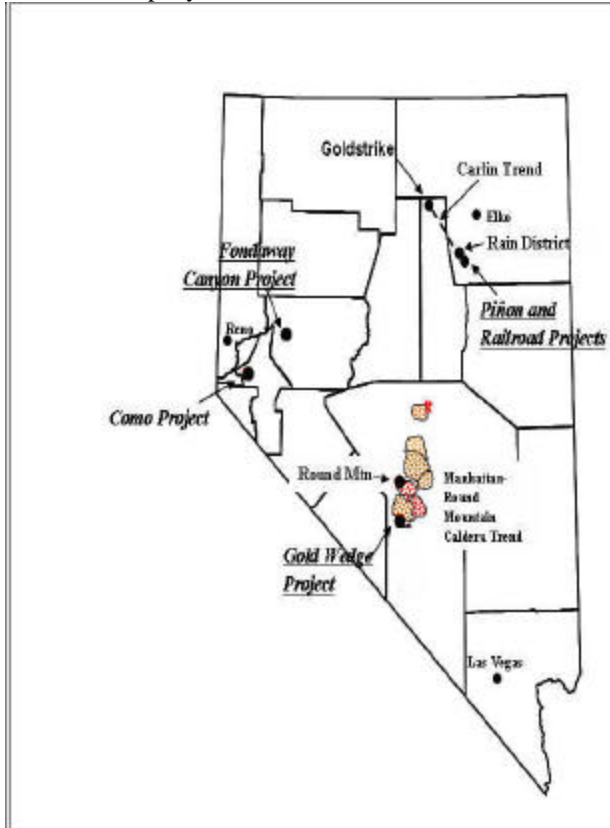 Goldstrike
Carlin Trend
Elko
Rain District
Fondaway
Canyon Project
Piñon and
Railroad Projects
Reno
Como Project
Round Mtn
Manhattan-
Round
Mountain
Caldera Trend
Gold Wedge
Project
Las Vegas